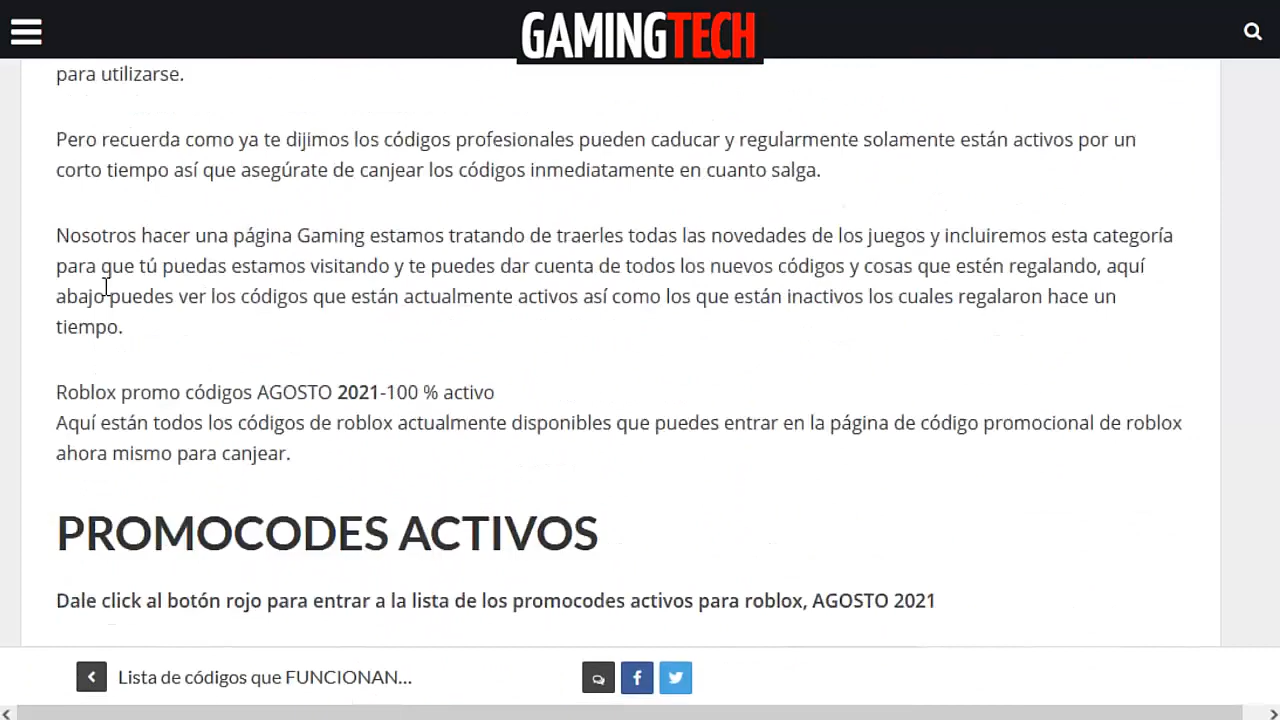 GAMINGTECH
para utilizarse.
Pero recuerda como ya te dijimos los códigos profesionales pueden caducar y regularmente solamente están activos por un
corto tiempo así que asegúrate de canjear los códigos inmediatamente en cuanto salga.
Nosotros hacer una página Gaming estamos tratando de traerles todas las novedades de los juegos y incluiremos esta categoría
para que tú puedas estamos visitando y te puedes dar cuenta de todos los nuevos códigos y cosas que estén regalando, aquí
abajo puedes ver los códigos que están actualmente activos así como los que están inactivos los cuales regalaron hace un
tiempo.
Roblox promo códigos AGOSTO 2021-100 % activo
Aquí están todos los códigos de roblox actualmente disponibles que puedes entrar en la página de código promocional de roblox
ahora mismo para canjear.
PROMOCODES ACTIVOS
Dale click al botón rojo para entrar a la lista de los promocodes activos para roblox, AGOSTO 2021
Lista de códigos que FUNCIONAN...